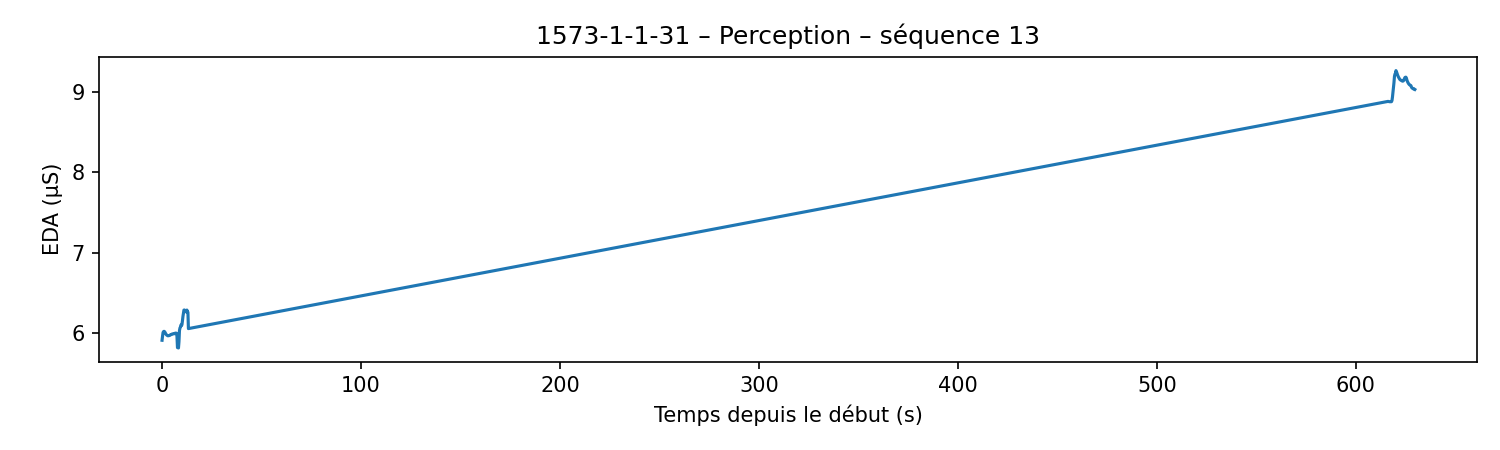 1573-1-1-31 – Perception – séquence 13
EDA (µS)
9
8
7
6
0 100 200 300 400 500 600
Temps depuis le début (s)